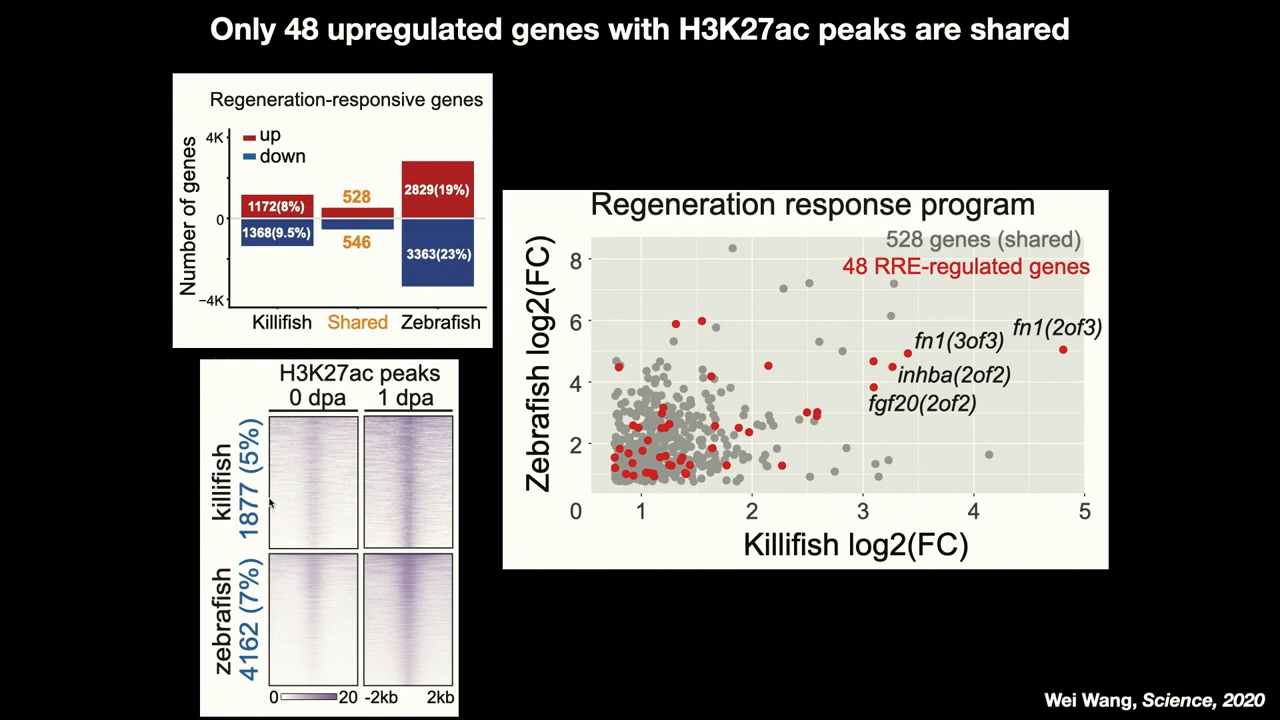 Only 48 upregulated genes with H3K27ac peaks are shared
Regeneration-responsive genes
Number of genes
4K
0
−4K
up
down
1172(8%)
1368(9.5%)
528
546
2829(19%)
3363(23%)
Killifish
Shared
Zebrafish
H3K27ac peaks
0 dpa
1 dpa
killifish
1877 (5%)
zebrafish
4162 (7%)
0
20
-2kb
2kb
Regeneration response program
528 genes (shared)
48 RRE-regulated genes
Zebrafish log2(FC)
8
6
4
2
fn1(2of3)
fn1(3of3)
inhba(2of2)
fgf20(2of2)
0
1
2
3
4
5
Killifish log2(FC)
Wei Wang, Science, 2020